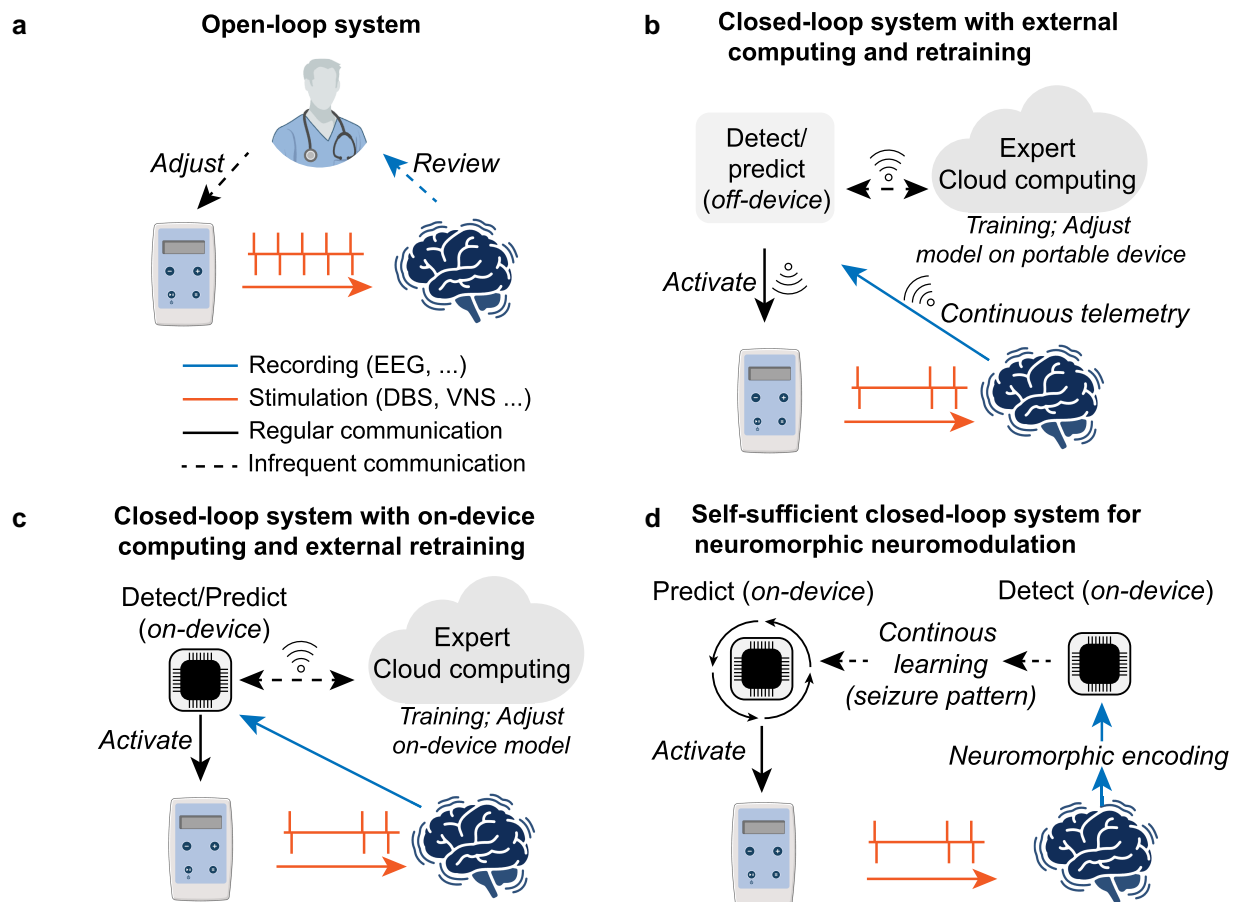 a
Open-loop system
Adjust
Review
Recording (EEG, ...)
Stimulation (DBS, VNS ...)
Regular communication
Infrequent communication
b
Closed-loop system with external
computing and retraining
Detect/
predict
(off-device)
Expert
Cloud computing
Training; Adjust
model on portable device
Activate
Continuous telemetry
c
Closed-loop system with on-device
computing and external retraining
Detect/Predict
(on-device)
Expert
Cloud computing
Training; Adjust
on-device model
Activate
d
Self-sufficient closed-loop system for
neuromorphic neuromodulation
Predict (on-device)
Detect (on-device)
Continous
learning
(seizure pattern)
Activate
Neuromorphic encoding